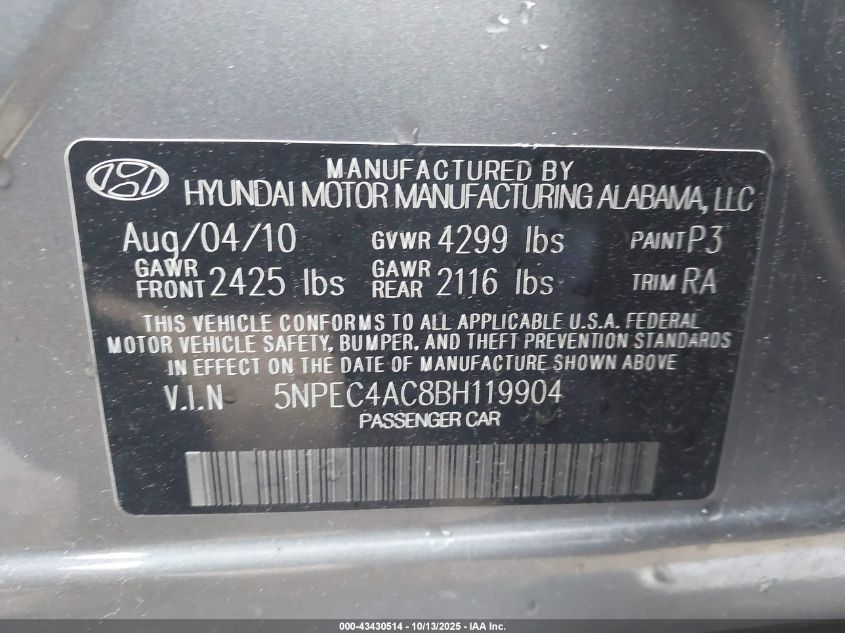 MANUFACTURED BY
HYUNDAI MOTOR MANUFACTURING ALABAMA, LLC
Aug/04/10 GVWR 4299 lbs PAINT P3
GAWR FRONT 2425 lbs GAWR REAR 2116 lbs TRIM RA
THIS VEHICLE CONFORMS TO ALL APPLICABLE U.S.A. FEDERAL
MOTOR VEHICLE SAFETY, BUMPER, AND THEFT PREVENTION STANDARDS
IN EFFECT ON THE DATE OF MANUFACTURE SHOWN ABOVE
V.I.N 5NPEC4AC8BH119904
PASSENGER CAR
000-43430514 - 10/13/2025 - IAA Inc.